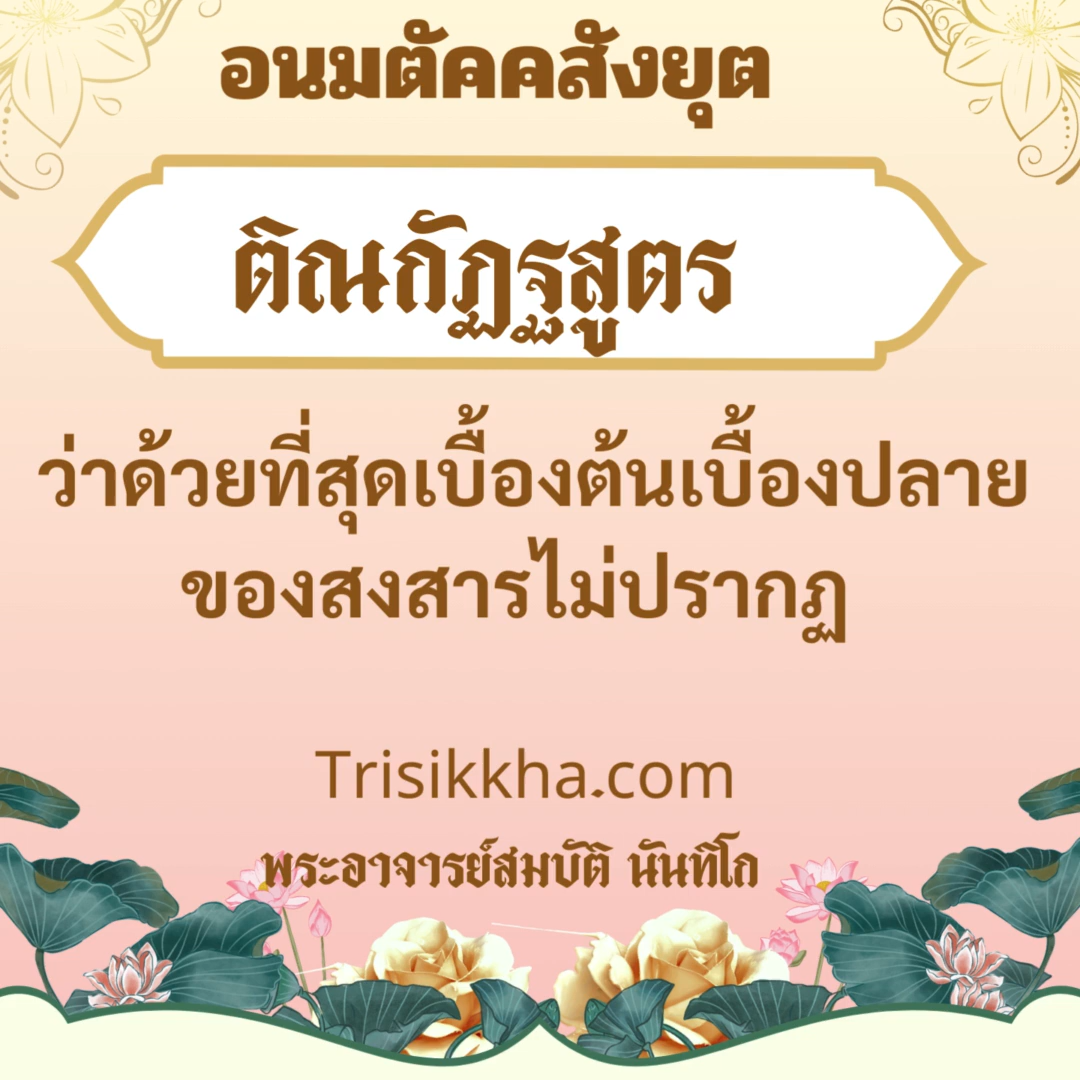 อนมตัคคสังยุต
ติณกัฏฐสูตร
ว่าด้วยที่สุดเบื้องต้นเบื้องปลาย
ของสงสารไม่ปรากฏ
Trisikkha.com
พระอาจารย์สมบัติ นันทิโก